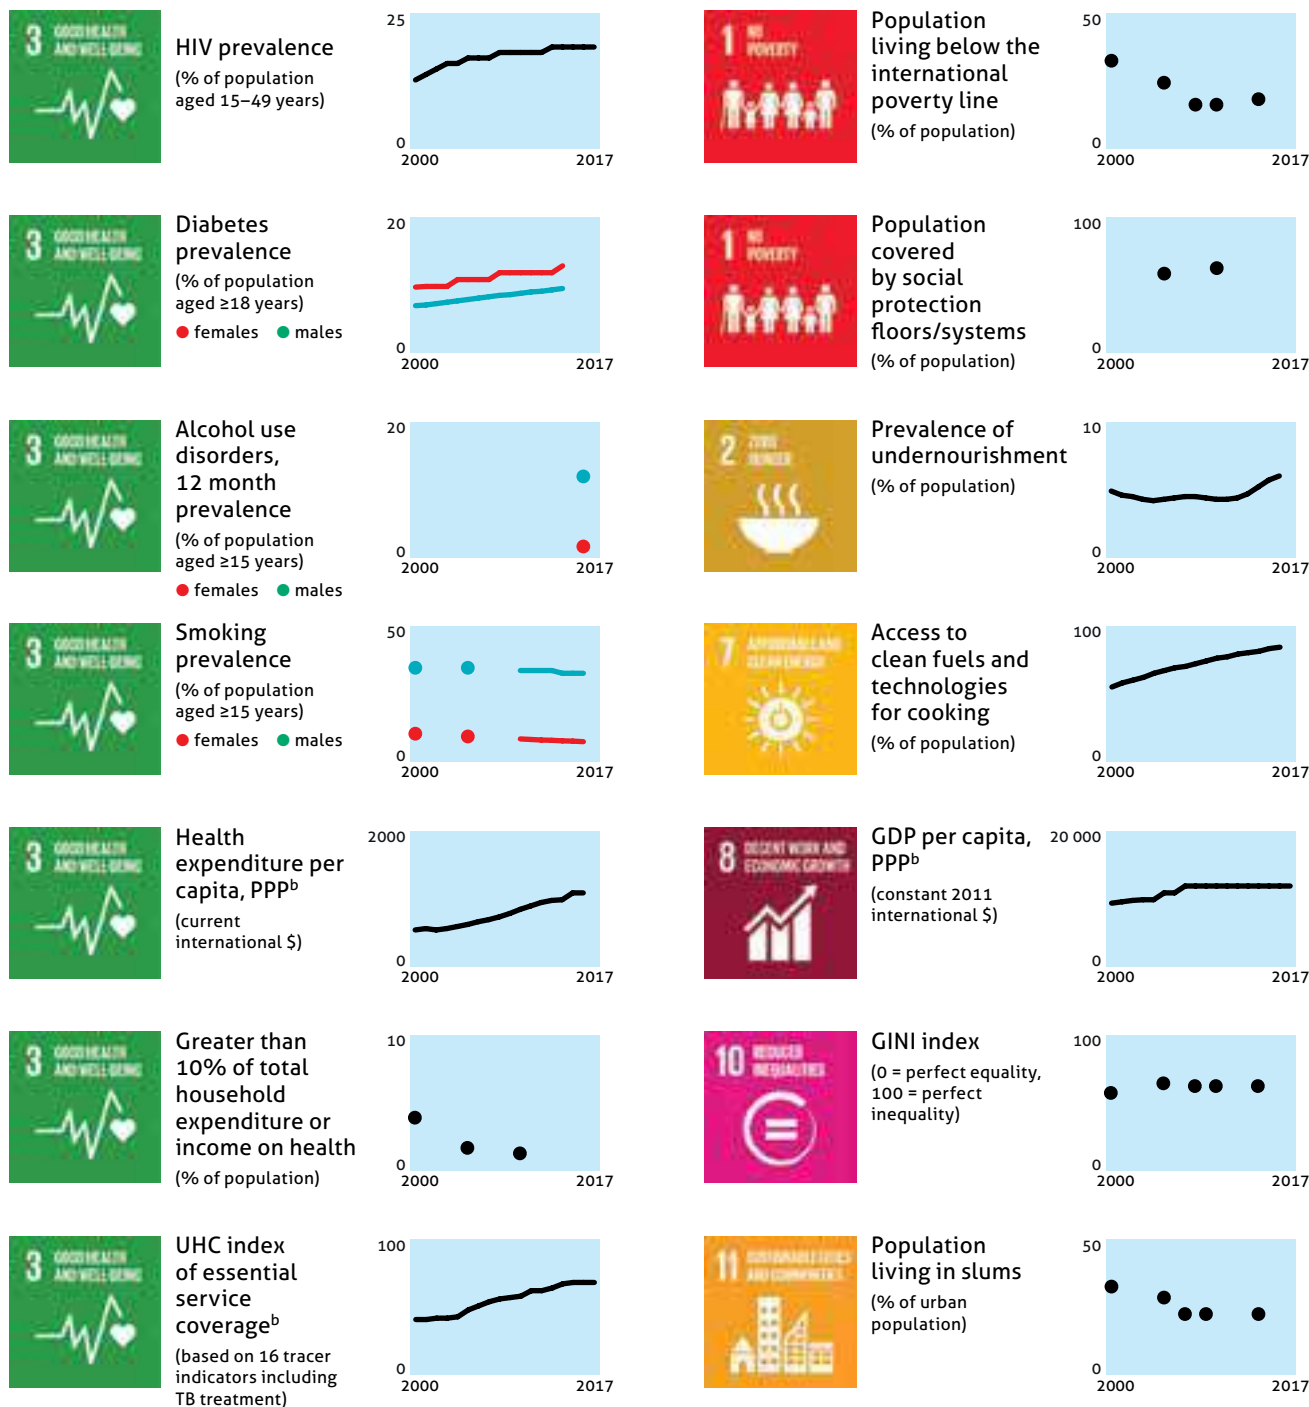 3 GOOD HEALTH
AND WELL-BEING
HIV prevalence
(% of population
aged 15–49 years)
25
0
2000 2017
3 GOOD HEALTH
AND WELL-BEING
Diabetes
prevalence
(% of population
aged ≥18 years)
females males
20
0
2000 2017
3 GOOD HEALTH
AND WELL-BEING
Alcohol use
disorders,
12 month
prevalence
(% of population
aged ≥15 years)
females males
20
0
2000 2017
3 GOOD HEALTH
AND WELL-BEING
Smoking
prevalence
(% of population
aged ≥15 years)
females males
50
0
2000 2017
3 GOOD HEALTH
AND WELL-BEING
Health
expenditure per
capita, PPPᵇ
(current
international $)
2000
0
2000 2017
3 GOOD HEALTH
AND WELL-BEING
Greater than
10% of total
household
expenditure or
income on health
(% of population)
10
0
2000 2017
3 GOOD HEALTH
AND WELL-BEING
UHC index
of essential
service
coverageᵇ
(based on 16 tracer
indicators including
TB treatment)
100
0
2000 2017
1 NO
POVERTY
Population
living below the
international
poverty line
(% of population)
50
0
2000 2017
1 NO
POVERTY
Population
covered
by social
protection
floors/systems
(% of population)
100
0
2000 2017
2 ZERO
HUNGER
Prevalence of
undernourishment
(% of population)
10
0
2000 2017
7 AFFORDABLE AND
CLEAN ENERGY
Access to
clean fuels and
technologies
for cooking
(% of population)
100
0
2000 2017
8 DECENT WORK AND
ECONOMIC GROWTH
GDP per capita,
PPPᵇ
(constant 2011
international $)
20 000
0
2000 2017
10 REDUCED
INEQUALITIES
GINI index
(0 = perfect equality,
100 = perfect
inequality)
100
0
2000 2017
11 SUSTAINABLE CITIES
AND COMMUNITIES
Population
living in slums
(% of urban
population)
50
0
2000 2017